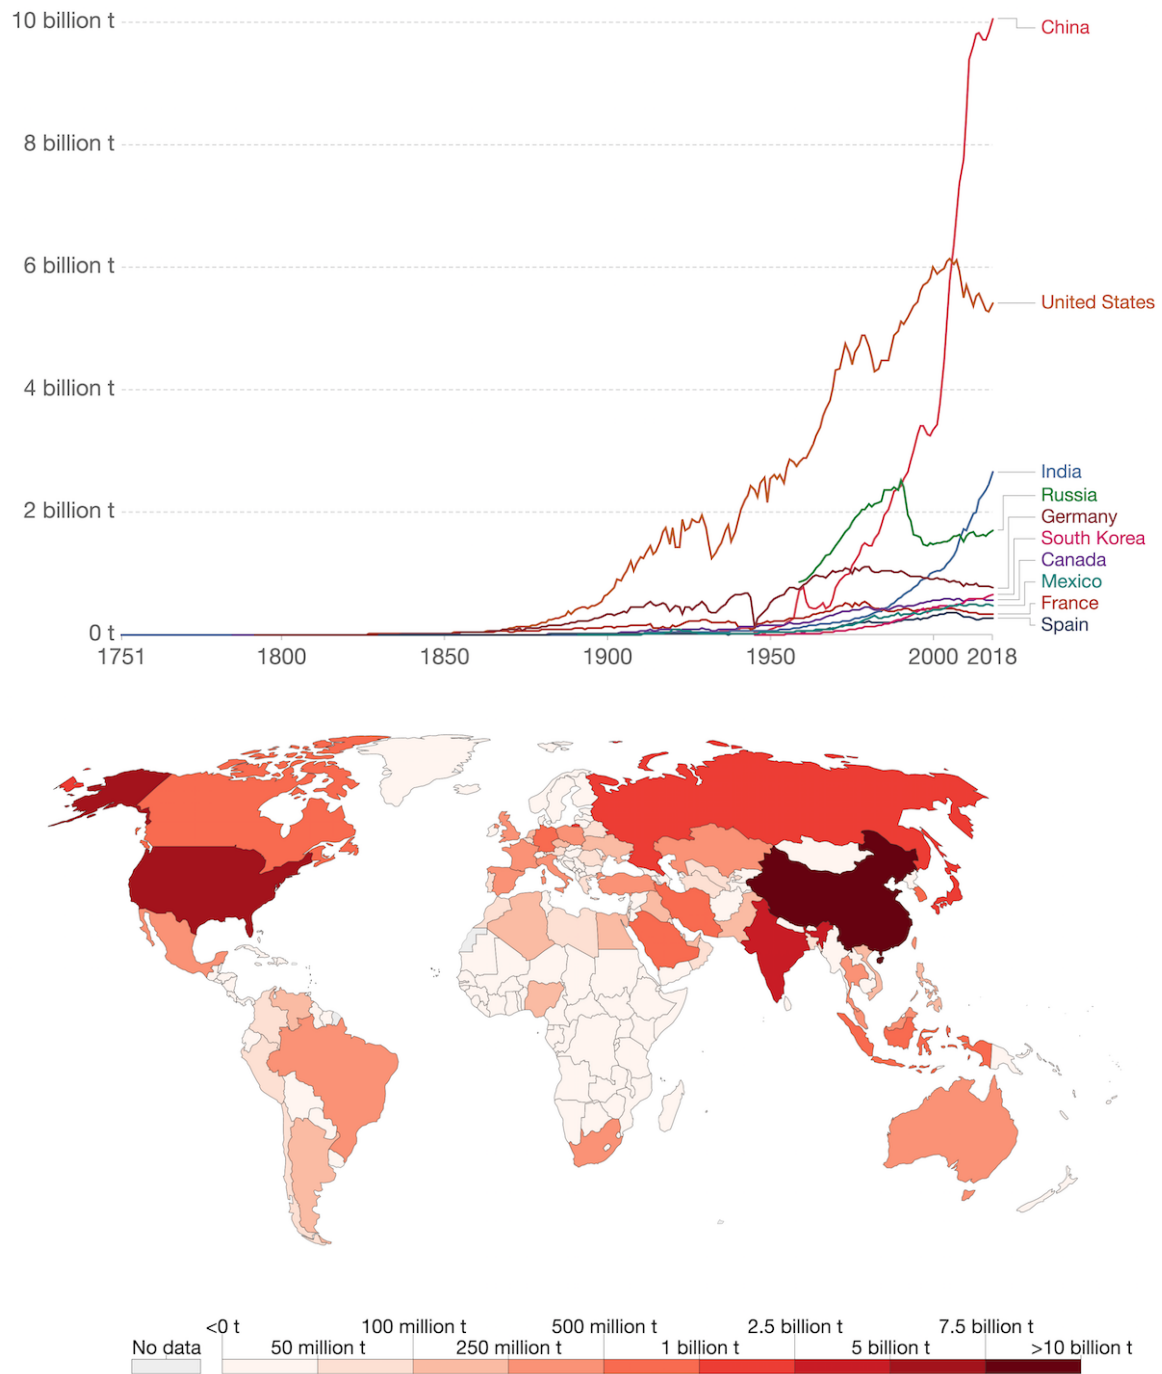 10 billion t
China
8 billion t
6 billion t
United States
4 billion t
India
Russia
2 billion t
Germany
South Korea
Canada
Mexico
France
Spain
0 t
1751 1800 1850 1900 1950 2000 2018
<0 t 100 million t 500 million t 2.5 billion t 7.5 billion t
No data 50 million t 250 million t 1 billion t 5 billion t >10 billion t